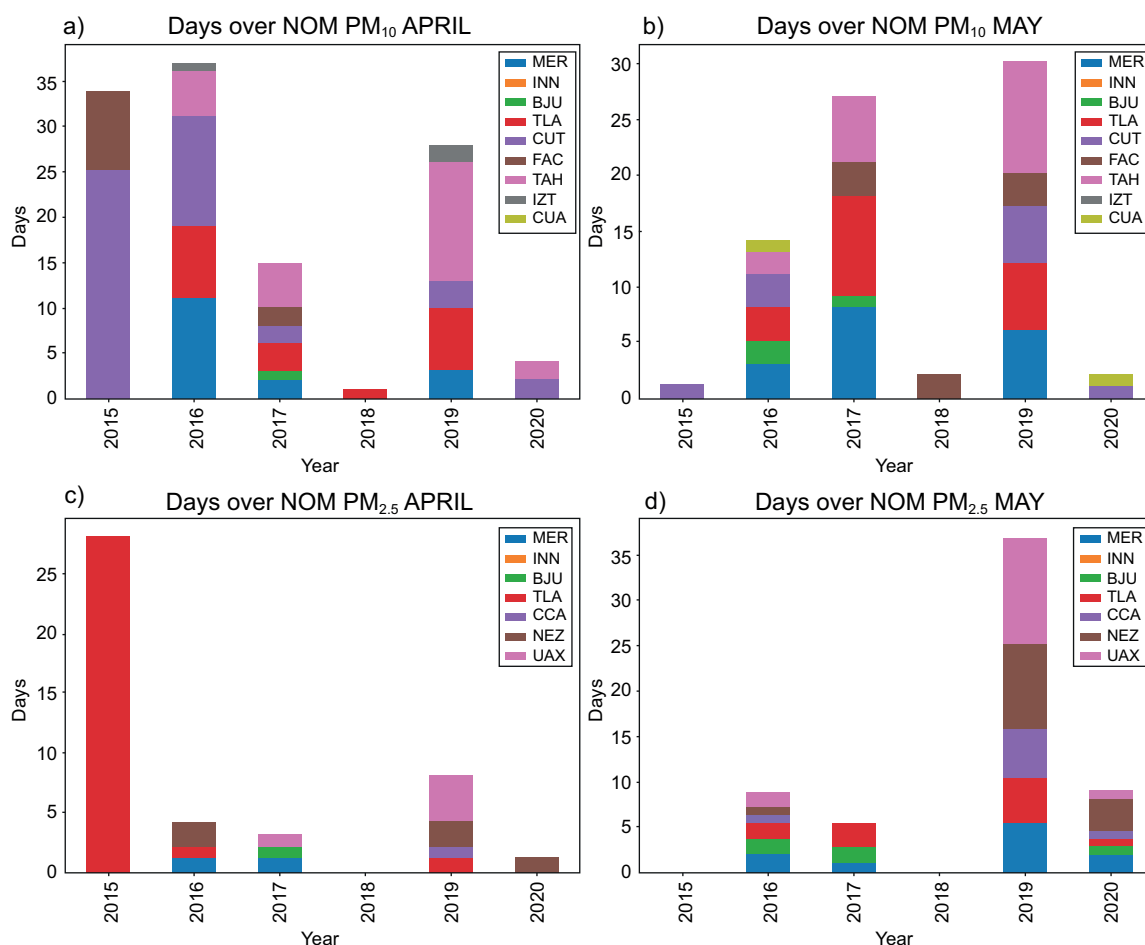 a) Days over NOM PM₁₀ APRIL
Days
35
30
25
20
15
10
5
0
2015
2016
2017
2018
2019
2020
Year
MER
INN
BJU
TLA
CUT
FAC
TAH
IZT
CUA
b) Days over NOM PM₁₀ MAY
Days
30
25
20
15
10
5
0
2015
2016
2017
2018
2019
2020
Year
MER
INN
BJU
TLA
CUT
FAC
TAH
IZT
CUA
c) Days over NOM PM₂.₅ APRIL
Days
25
20
15
10
5
0
2015
2016
2017
2018
2019
2020
Year
MER
INN
BJU
TLA
CCA
NEZ
UAX
d) Days over NOM PM₂.₅ MAY
Days
35
30
25
20
15
10
5
0
2015
2016
2017
2018
2019
2020
Year
MER
INN
BJU
TLA
CCA
NEZ
UAX